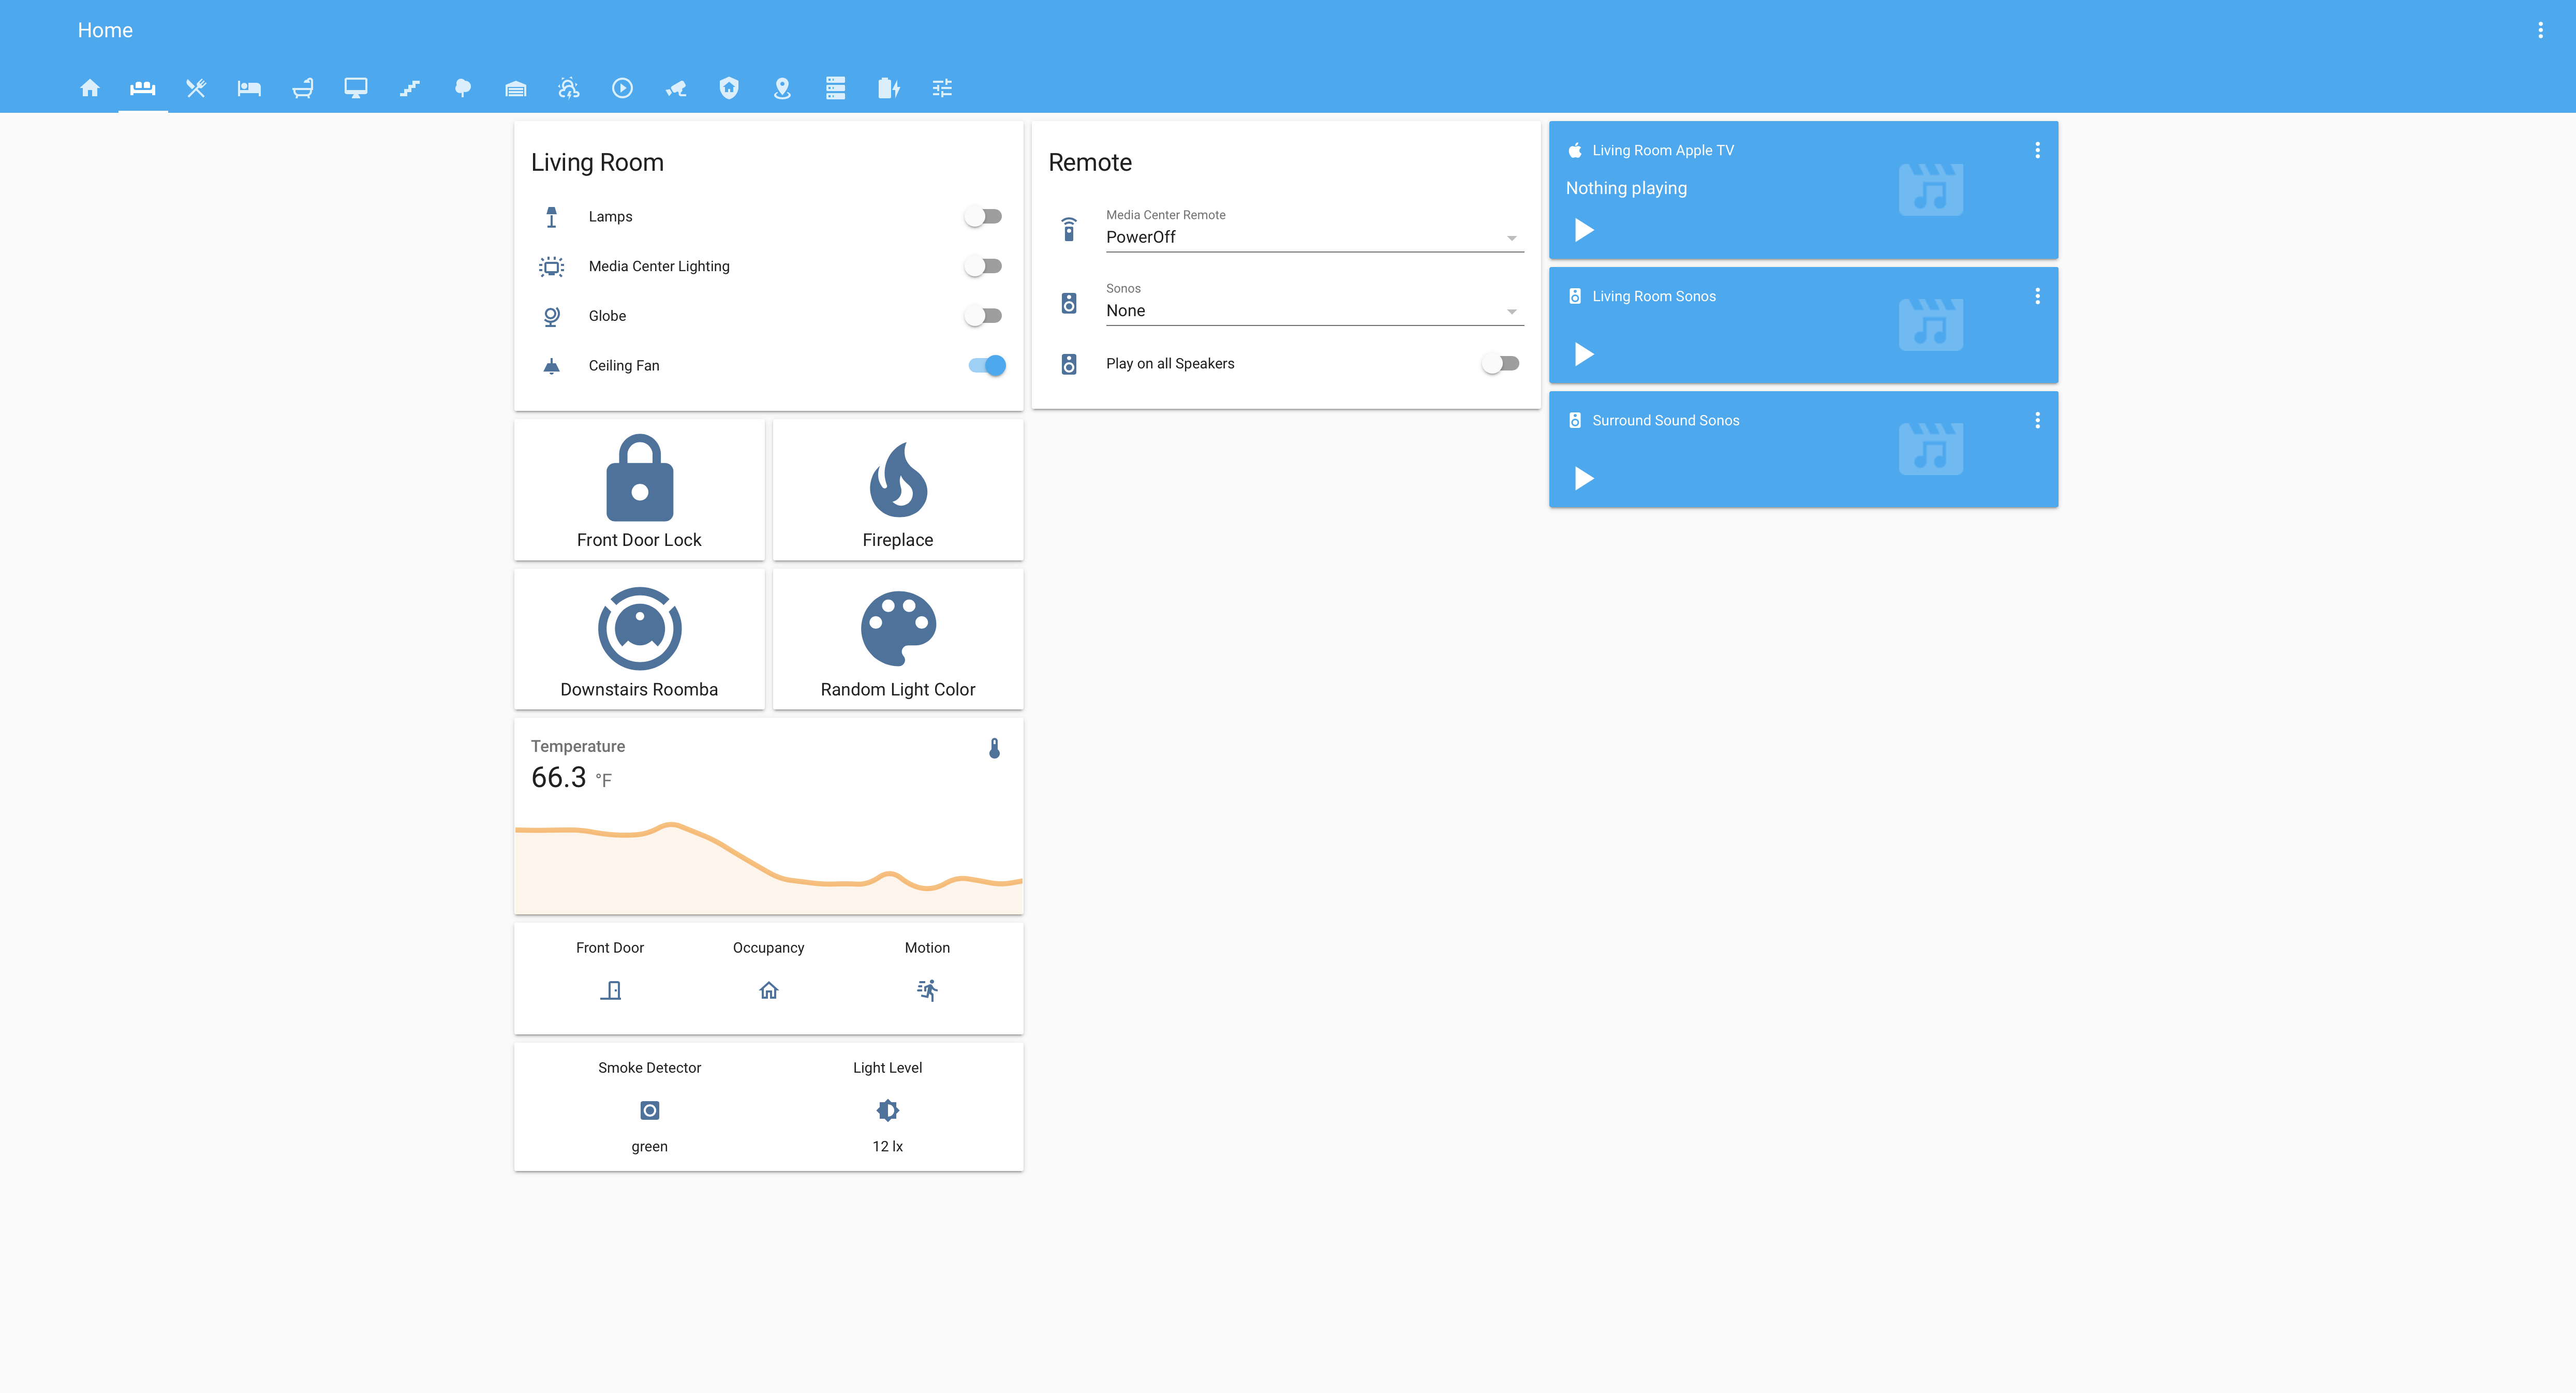 Home
Living Room
Lamps
Media Center Lighting
Globe
Ceiling Fan
Front Door Lock
Fireplace
Downstairs Roomba
Random Light Color
Temperature
66.3 °F
Front Door
Occupancy
Motion
Smoke Detector
Light Level
green
12 lx
Remote
Media Center Remote
PowerOff
Sonos
None
Play on all Speakers
Living Room Apple TV
Nothing playing
Living Room Sonos
Surround Sound Sonos